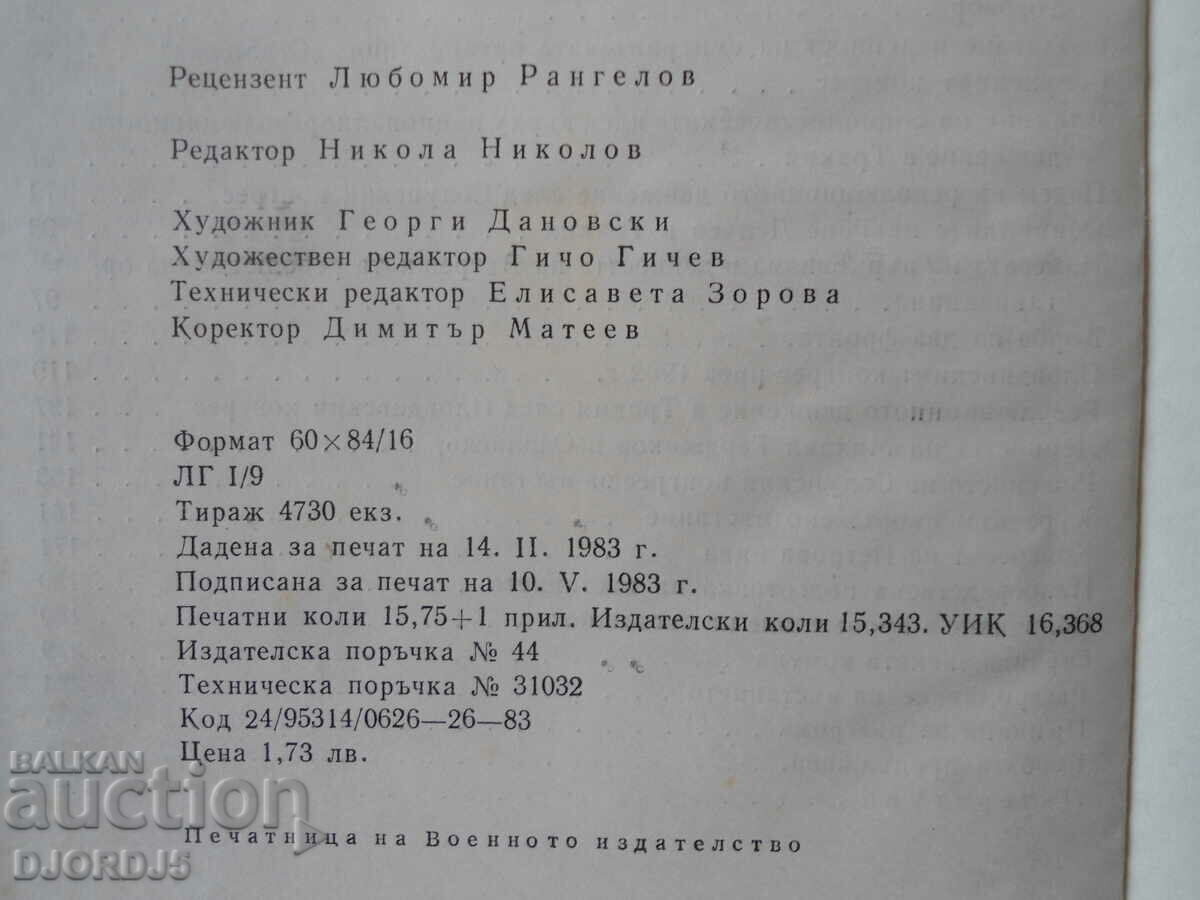 Рецензент Любомир Рангелов
Редактор Никола Николов
Художник Георги Дановски
Художествен редактор Гичо Гичев
Технически редактор Елисавета Зорова
Коректор Димитър Матеев
Формат 60×84/16
ЛГ I/9
Тираж 4730 екз.
Дадена за печат на 14. II. 1983 г.
Подписана за печат на 10. V. 1983 г.
Печатни коли 15,75+1 прил. Издателски коли 15,343. УИК 16,368
Издателска поръчка № 44
Техническа поръчка № 31032
Код 24/95314/0626—26—83
Цена 1,73 лв.
BALKAN
auction
Печатница на Военното издателство
DJORDJ5